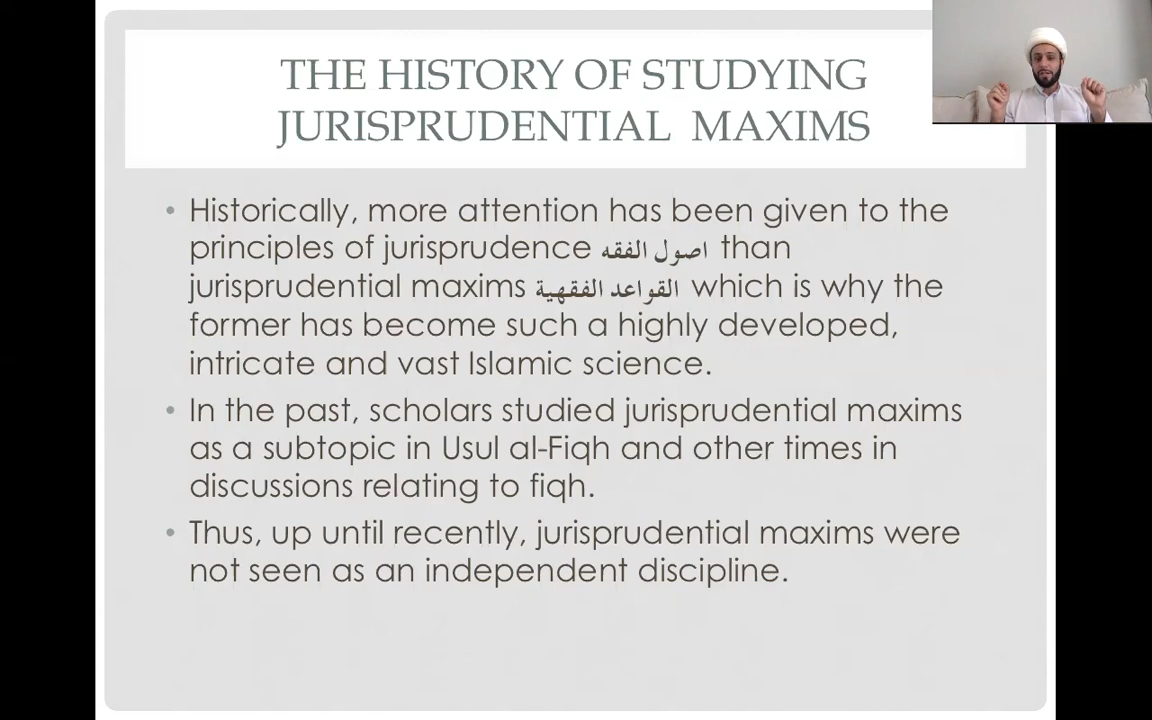 THE HISTORY OF STUDYING
JURISPRUDENTIAL MAXIMS
• Historically, more attention has been given to the
principles of jurisprudence اصول الفقه than
jurisprudential maxims القواعد الفقهية which is why the
former has become such a highly developed,
intricate and vast Islamic science.
• In the past, scholars studied jurisprudential maxims
as a subtopic in Usul al-Fiqh and other times in
discussions relating to fiqh.
• Thus, up until recently, jurisprudential maxims were
not seen as an independent discipline.